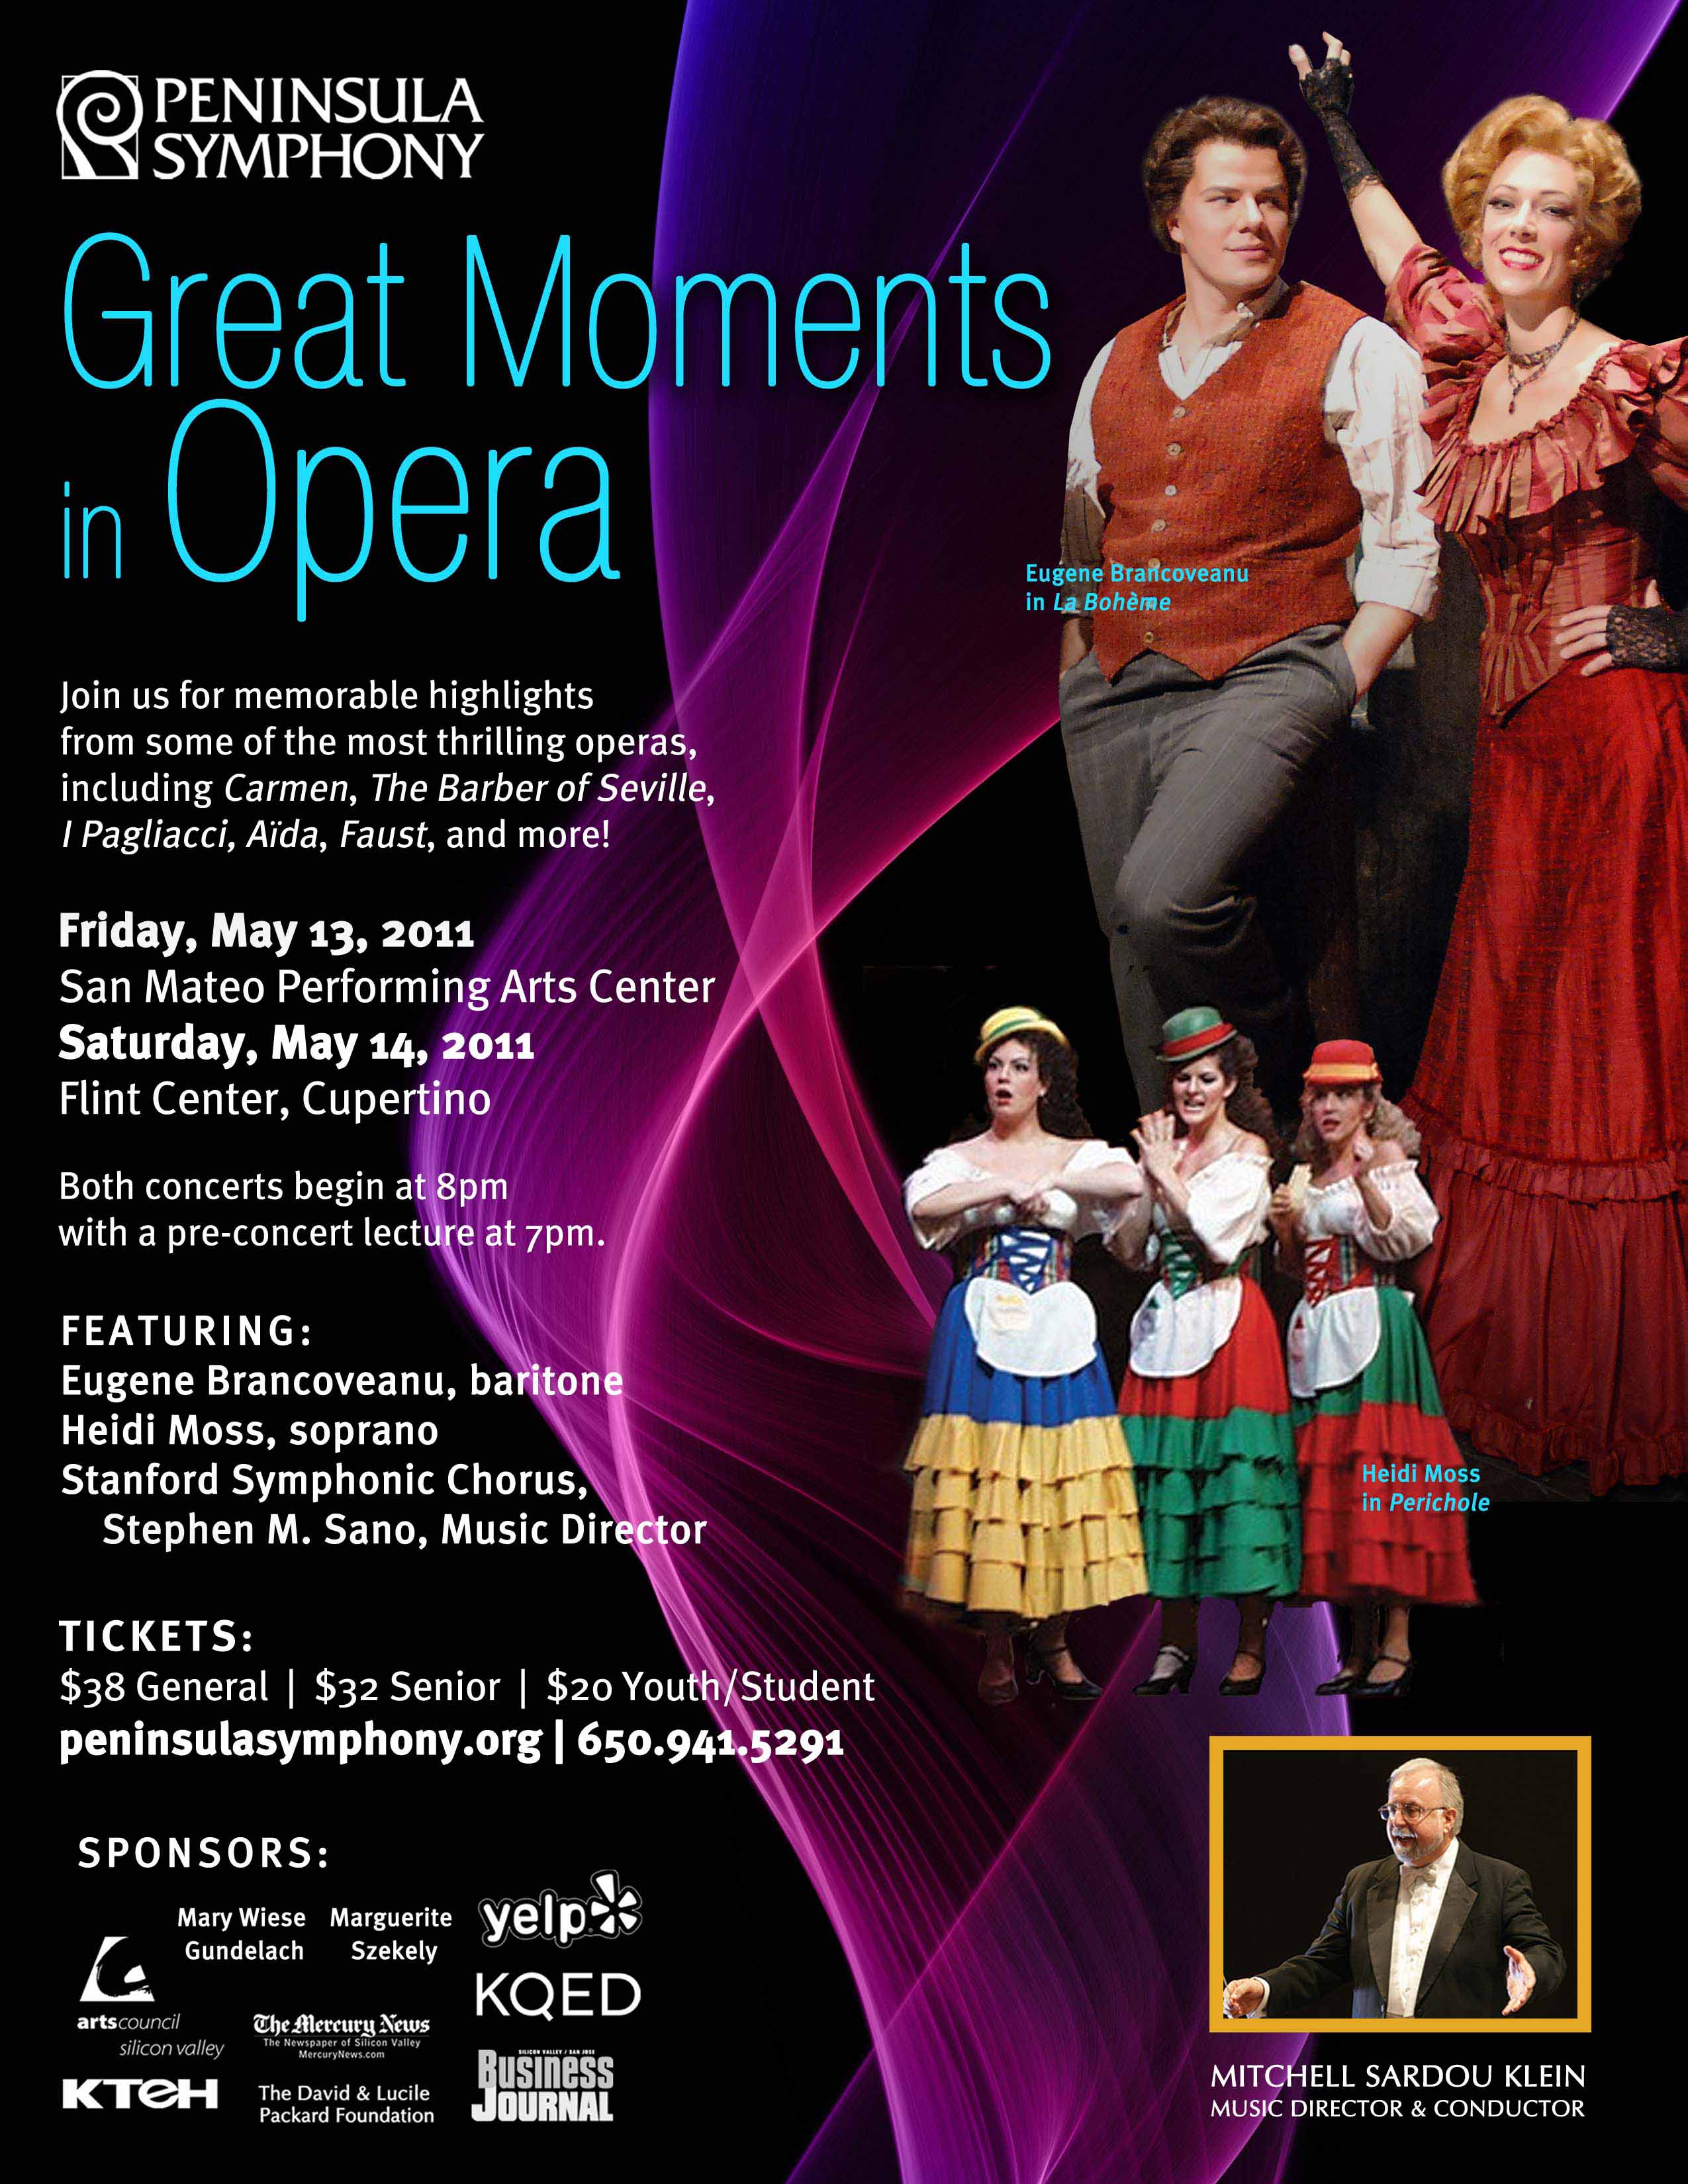 PENINSULA
SYMPHONY
Great Moments
in Opera
Eugene Brancoveanu
in La Bohème
Join us for memorable highlights
from some of the most thrilling operas,
including Carmen, The Barber of Seville,
I Pagliacci, Aïda, Faust, and more!
Friday, May 13, 2011
San Mateo Performing Arts Center
Saturday, May 14, 2011
Flint Center, Cupertino
Both concerts begin at 8pm
with a pre-concert lecture at 7pm.
FEATURING:
Eugene Brancoveanu, baritone
Heidi Moss, soprano
Stanford Symphonic Chorus,
Stephen M. Sano, Music Director
Heidi Moss
in Perichole
TICKETS:
$38 General | $32 Senior | $20 Youth/Student
peninsulasymphony.org | 650.941.5291
SPONSORS:
Mary Wiese
Gundelach
Marguerite
Szekely
yelp
KQED
artscouncil
silicon valley
The Mercury News
The Newspaper of Silicon Valley
MercuryNews.com
KTEH
The David & Lucile
Packard Foundation
SILICON VALLEY / SAN JOSE
BUSINESS
JOURNAL
MITCHELL SARDOU KLEIN
MUSIC DIRECTOR & CONDUCTOR